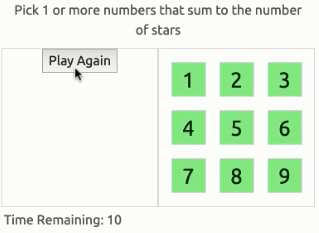 Pick 1 or more numbers that sum to the number
of stars
Play Again
1 2 3
4 5 6
7 8 9
Time Remaining: 10